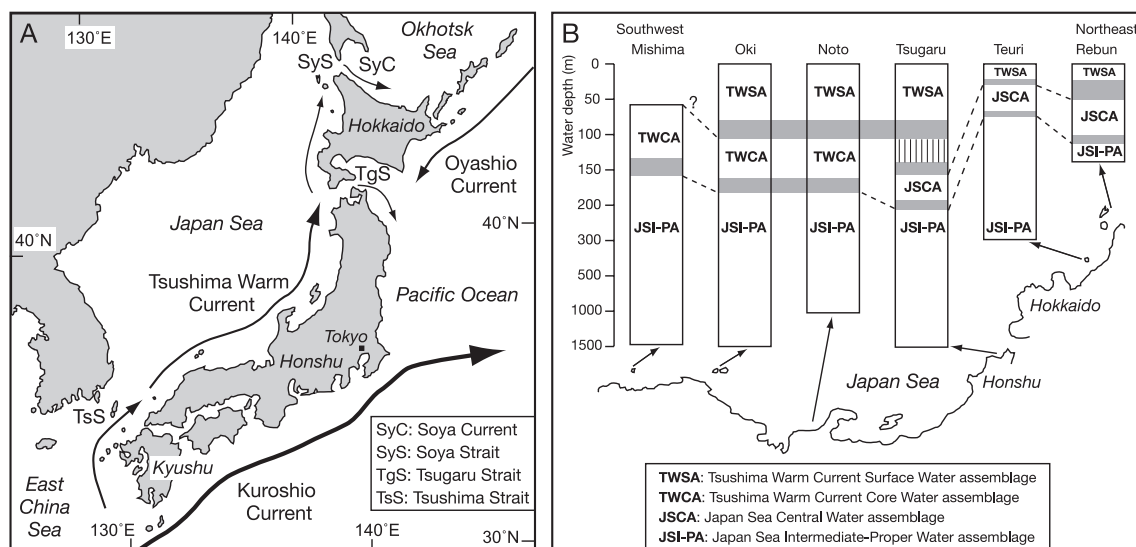 A
130˚E
140˚E
Okhotsk
Sea
SyS
SyC
Hokkaido
Oyashio
Current
TgS
Japan Sea
40˚N
40˚N
Tsushima Warm
Current
Pacific Ocean
Tokyo
Honshu
TsS
Kyushu
East
China
Sea
Kuroshio
Current
130˚E
140˚E
30˚N
SyC: Soya Current
SyS: Soya Strait
TgS: Tsugaru Strait
TsS: Tsushima Strait
B
Southwest
Northeast
Mishima
Oki
Noto
Tsugaru
Teuri
Rebun
Water depth (m)
0
50
100
150
200
300
500
1000
1500
?
TWCA
TWSA
TWCA
JSI-PA
TWSA
TWCA
JSI-PA
TWSA
JSCA
JSI-PA
TWSA
JSCA
JSI-PA
TWSA
JSCA
JSI-PA
JSI-PA
Hokkaido
Japan Sea
Honshu
TWSA: Tsushima Warm Current Surface Water assemblage
TWCA: Tsushima Warm Current Core Water assemblage
JSCA: Japan Sea Central Water assemblage
JSI-PA: Japan Sea Intermediate-Proper Water assemblage